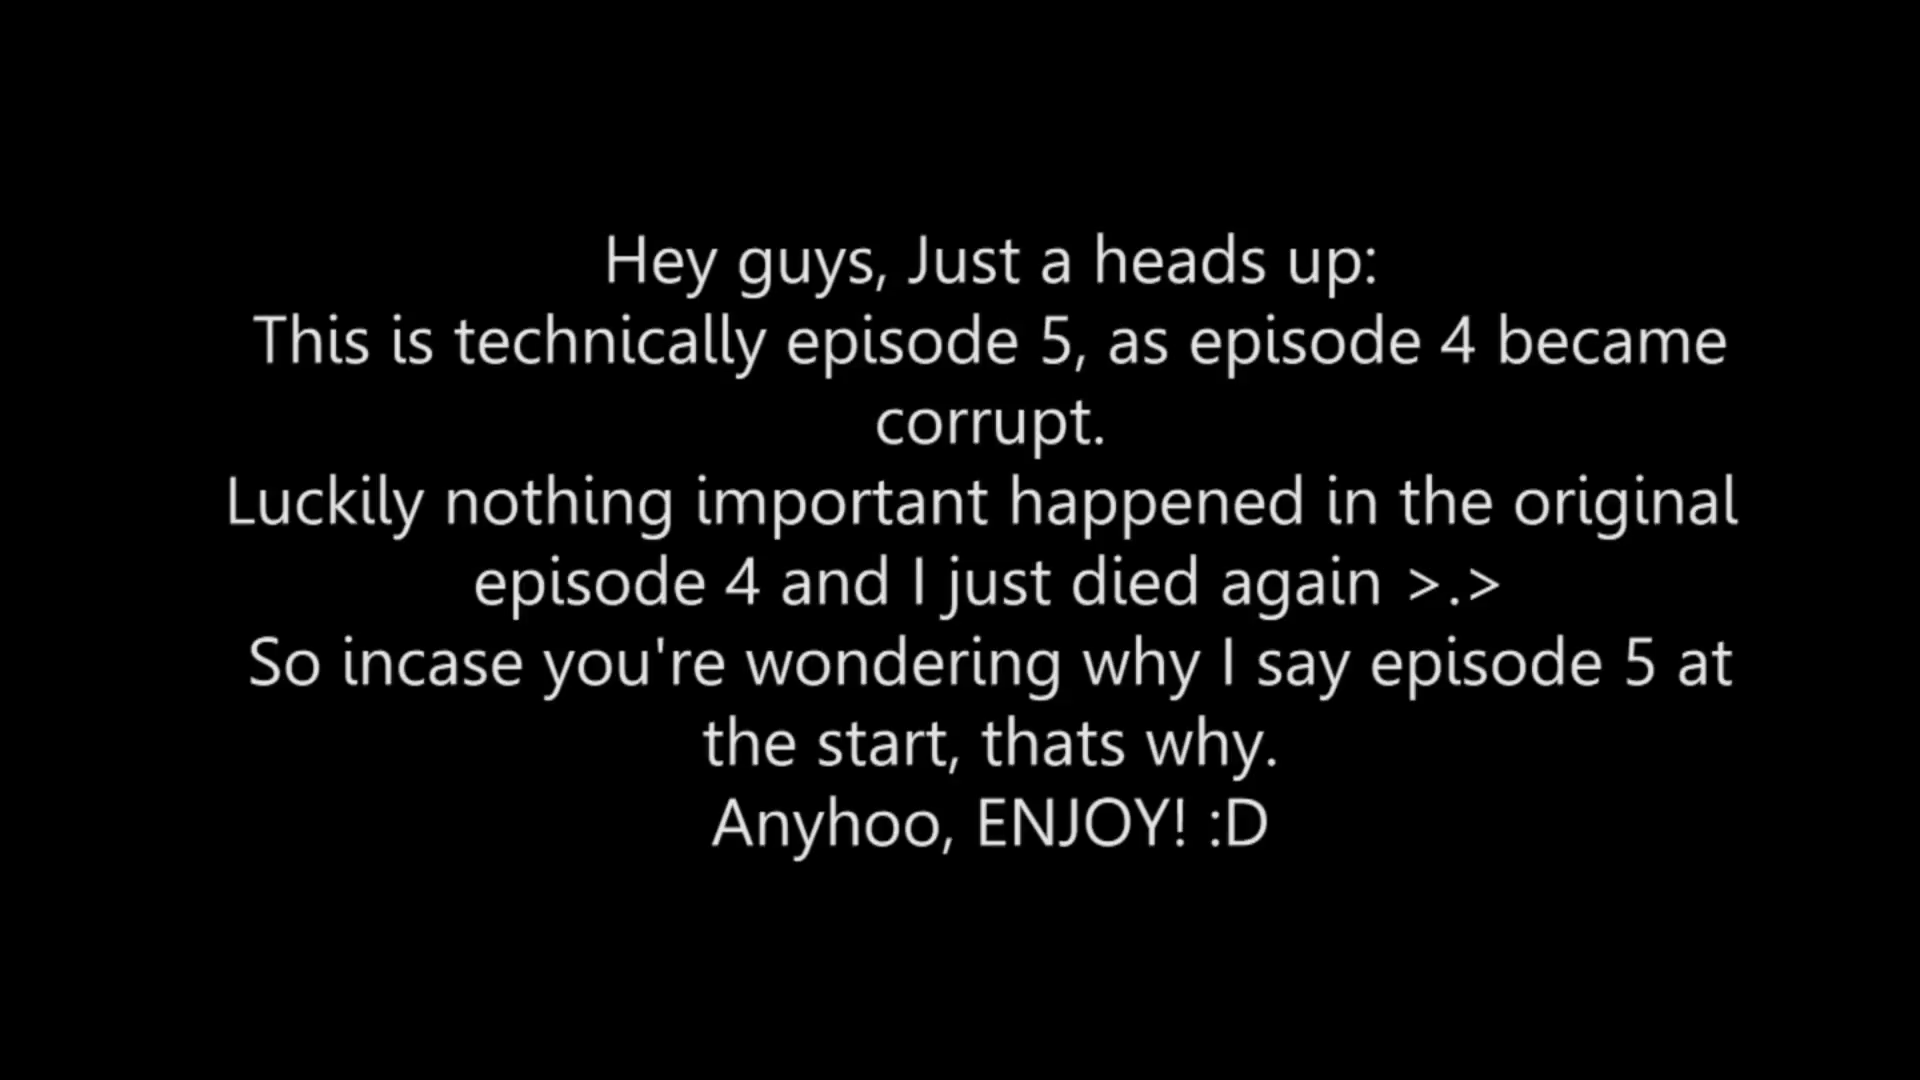 Hey guys, Just a heads up:
This is technically episode 5, as episode 4 became
corrupt.
Luckily nothing important happened in the original
episode 4 and I just died again >.>
So incase you're wondering why I say episode 5 at
the start, thats why.
Anyhoo, ENJOY! :D